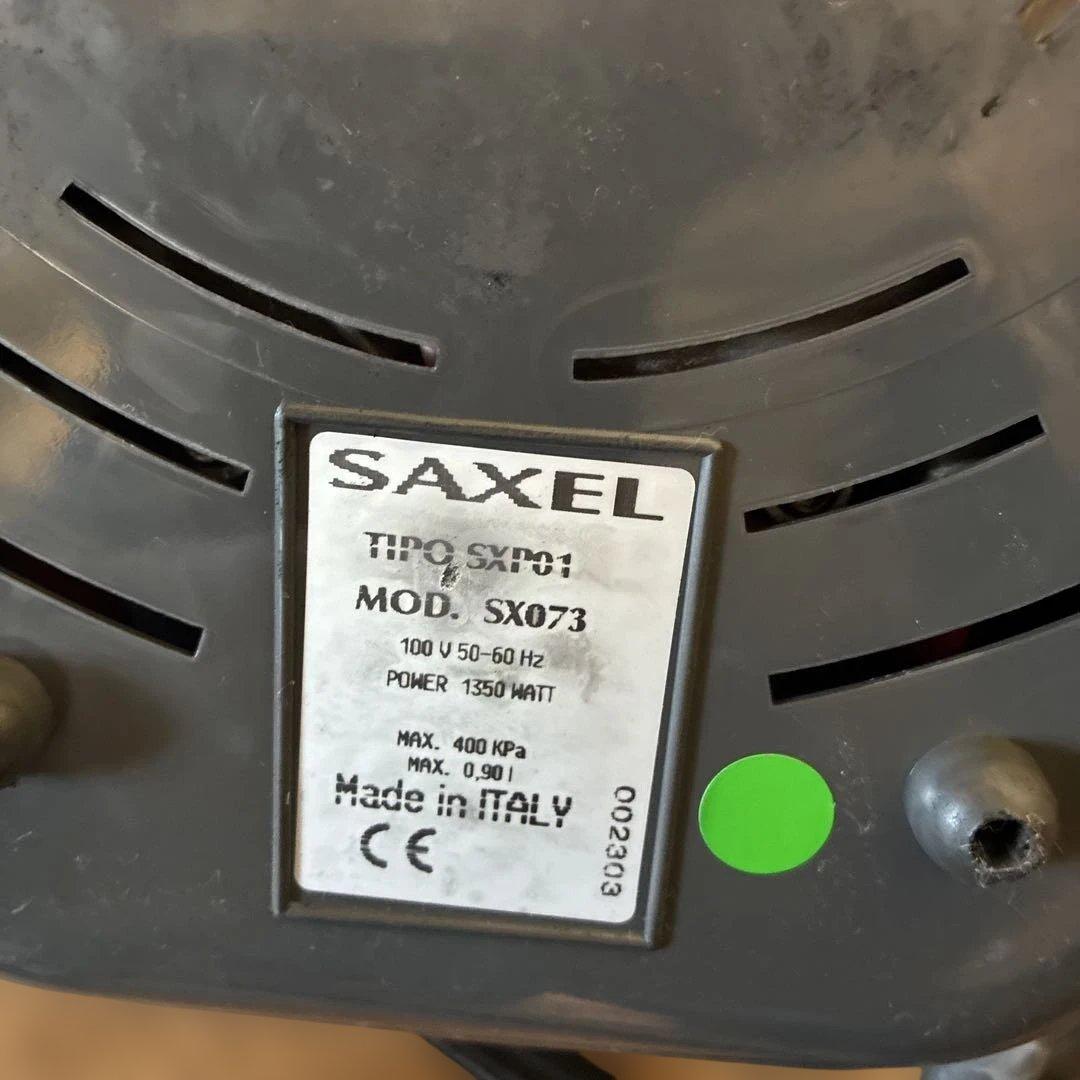 SAXEL
TIPO SXP01
MOD. SX073
100 V 50-60 Hz
POWER 1350 WATT
MAX. 400 KPa
MAX. 0,90 l
Made in ITALY
CE
002303